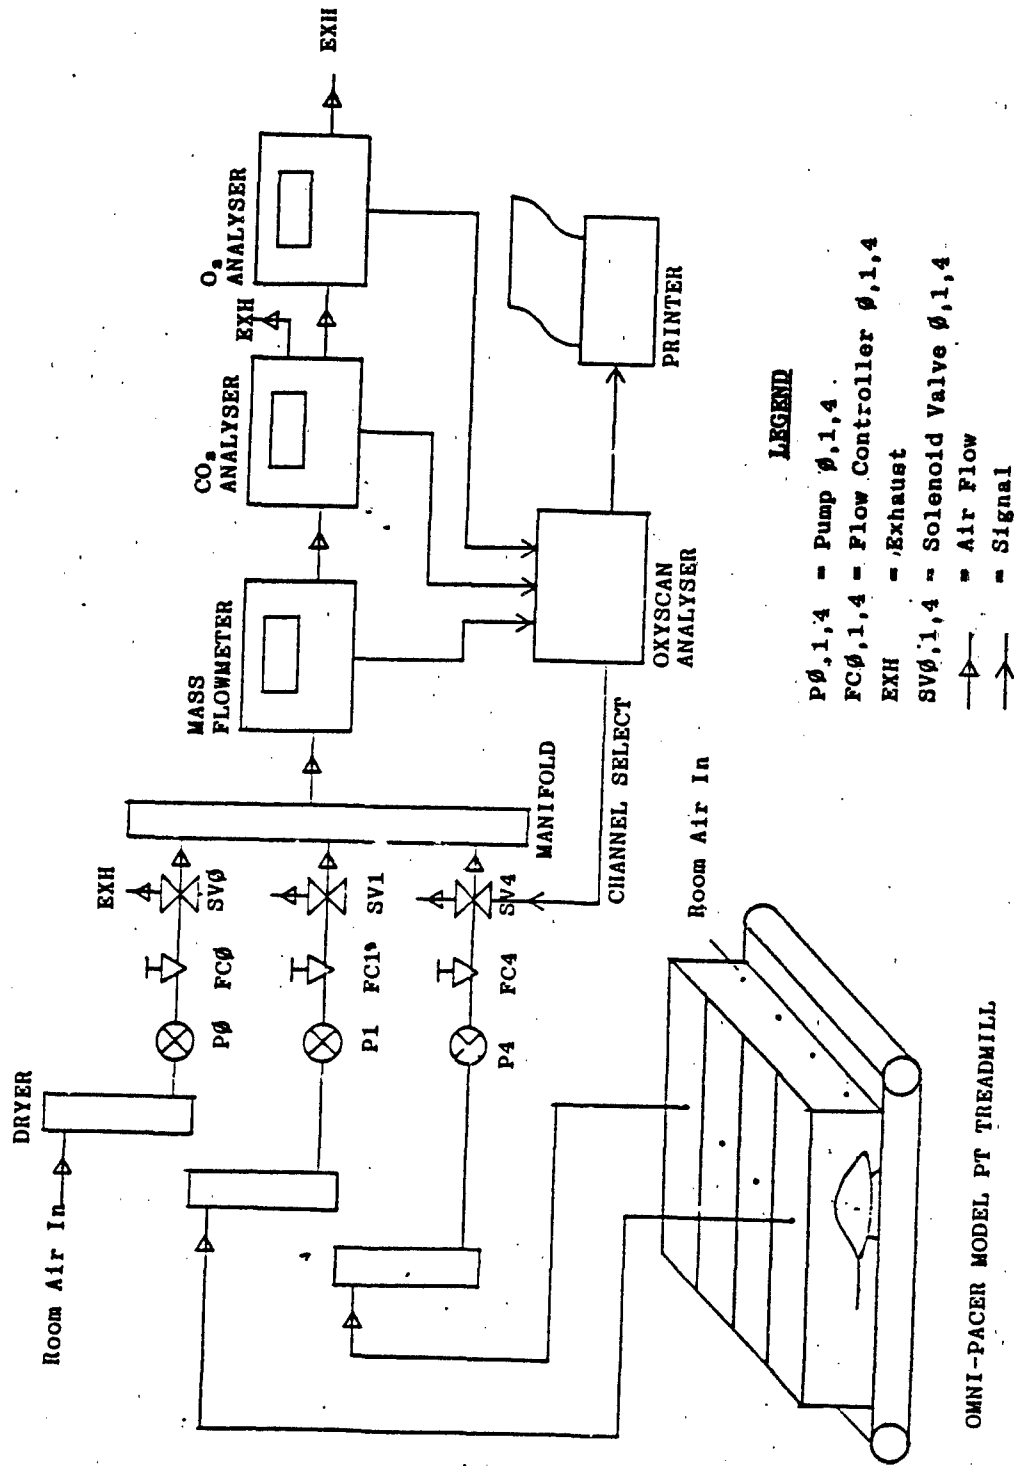 DRYER
Room Air In
PØ
FCØ
SVØ
EXH
P1
FC1
SV1
P4
FC4
SV4
MANIFOLD
CHANNEL SELECT
MASS
FLOWMETER
CO₂
ANALYSER
EXH
O₂
ANALYSER
EXH
OXYSCAN
ANALYSER
PRINTER
Room Air In
OMNI-PACER MODEL PT TREADMILL
LEGEND
PØ,1,4 = Pump Ø,1,4.
FCØ,1,4 = Flow Controller Ø,1,4
EXH = Exhaust
SVØ,1,4 = Solenoid Valve Ø,1,4
= Air Flow
= Signal